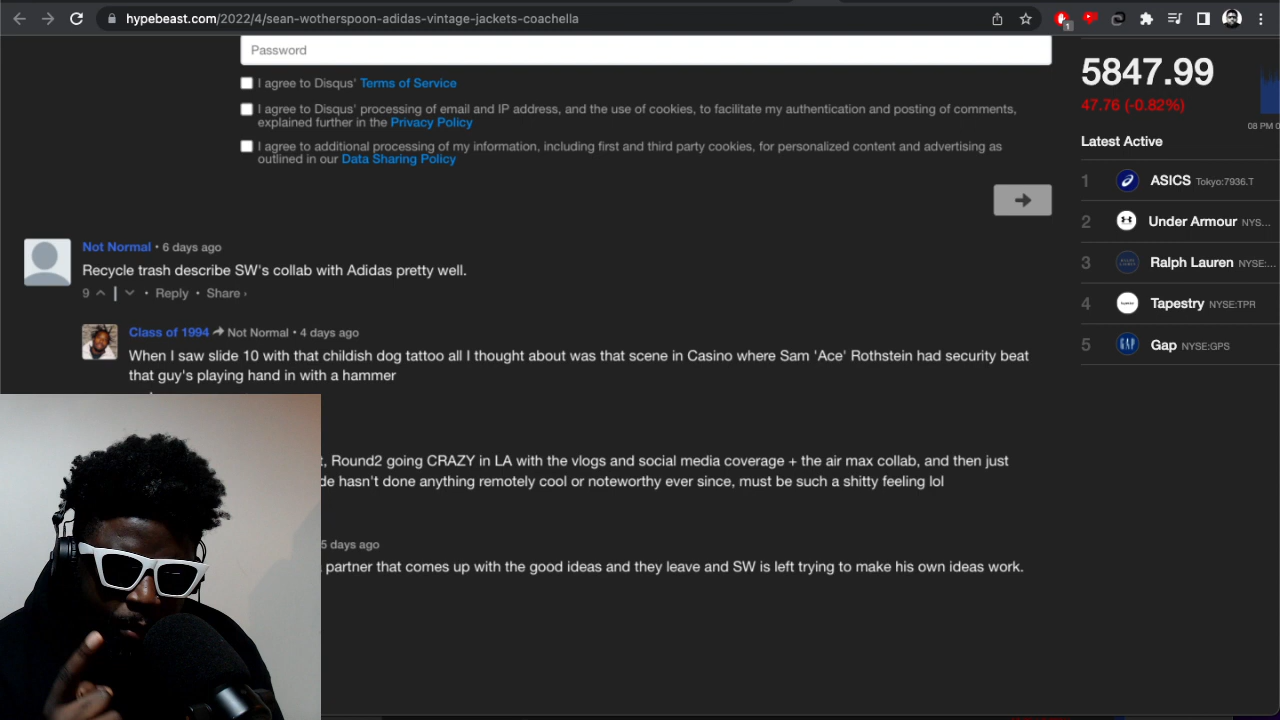 hypebeast.com/2022/4/sean-wotherspoon-adidas-vintage-jackets-coachella
1
Password
I agree to Disqus' Terms of Service
I agree to Disqus' processing of email and IP address, and the use of cookies, to facilitate my authentication and posting of comments,
explained further in the Privacy Policy
I agree to additional processing of my information, including first and third party cookies, for personalized content and advertising as
outlined in our Data Sharing Policy
Not Normal • 6 days ago
Recycle trash describe SW's collab with Adidas pretty well.
9 • Reply • Share ›
Class of 1994 Not Normal • 4 days ago
When I saw slide 10 with that childish dog tattoo all I thought about was that scene in Casino where Sam 'Ace' Rothstein had security beat
that guy's playing hand in with a hammer
Round2 going CRAZY in LA with the vlogs and social media coverage + the air max collab, and then just
hasn't done anything remotely cool or noteworthy ever since, must be such a shitty feeling lol
5 days ago
partner that comes up with the good ideas and they leave and SW is left trying to make his own ideas work.
5847.99
47.76 (-0.82%)
08 PM
Latest Active
1 ASICS Tokyo:7936.T
2 Under Armour NYS...
3 Ralph Lauren NYSE:...
4 Tapestry NYSE:TPR
5 GAP Gap NYSE:GPS